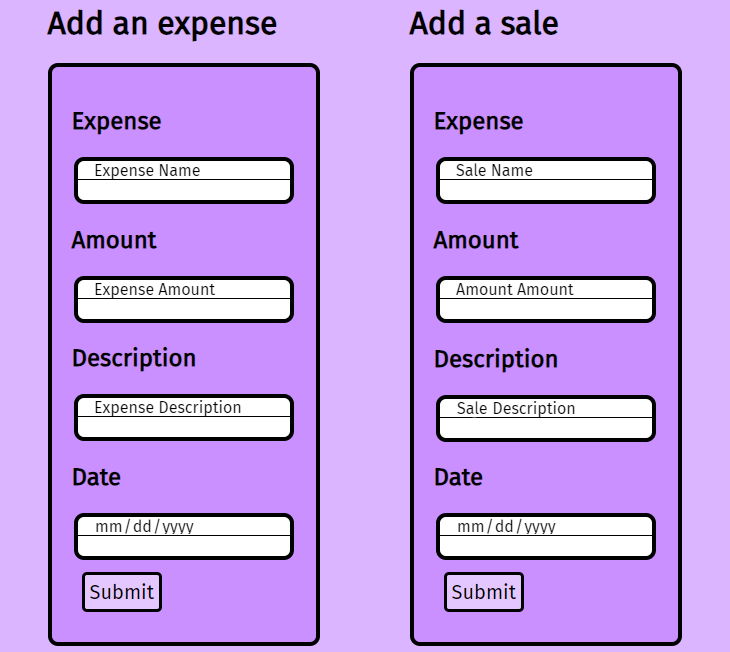 Add an expense
Expense
Expense Name
Amount
Expense Amount
Description
Expense Description
Date
mm/dd/yyyy
Submit
Add a sale
Expense
Sale Name
Amount
Amount Amount
Description
Sale Description
Date
mm/dd/yyyy
Submit